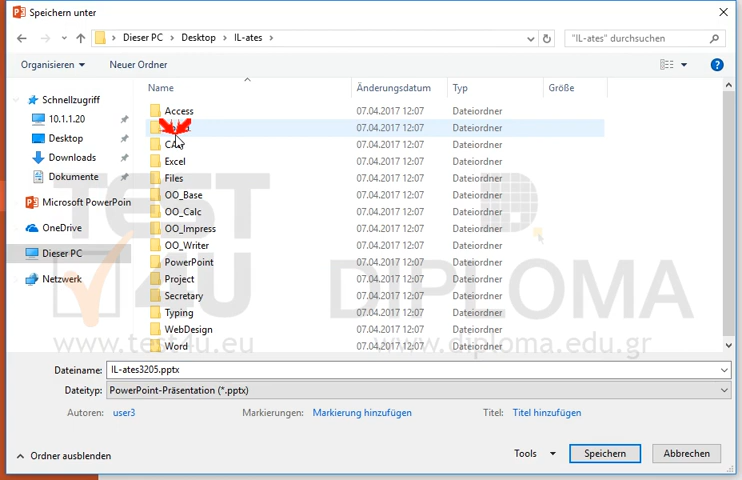 Speichern unter
Dieser PC > Desktop > IL-ates >
"IL-ates" durchsuchen
Organisieren
Neuer Ordner
Name Änderungsdatum Typ Größe
Schnellzugriff
10.1.1.20
Desktop
Downloads
Dokumente
Microsoft PowerPoin
OneDrive
Dieser PC
Netzwerk
Access 07.04.2017 12:07 Dateiordner
07.04.2017 12:07 Dateiordner
07.04.2017 12:07 Dateiordner
Excel 07.04.2017 12:07 Dateiordner
Files 07.04.2017 12:07 Dateiordner
OO_Base 07.04.2017 12:07 Dateiordner
OO_Calc 07.04.2017 12:07 Dateiordner
OO_Impress 07.04.2017 12:07 Dateiordner
OO_Writer 07.04.2017 12:07 Dateiordner
PowerPoint 07.04.2017 12:07 Dateiordner
Project 07.04.2017 12:07 Dateiordner
Secretary 07.04.2017 12:07 Dateiordner
Typing 07.04.2017 12:07 Dateiordner
WebDesign 07.04.2017 12:07 Dateiordner
Word 07.04.2017 12:07 Dateiordner
TEST
4U
DIPLOMA
www.test4u.eu
www.diploma.edu.gr
Dateiname: IL-ates3205.pptx
Dateityp: PowerPoint-Präsentation (*.pptx)
Autoren: user3 Markierungen: Markierung hinzufügen Titel: Titel hinzufügen
Ordner ausblenden
Tools
Speichern
Abbrechen